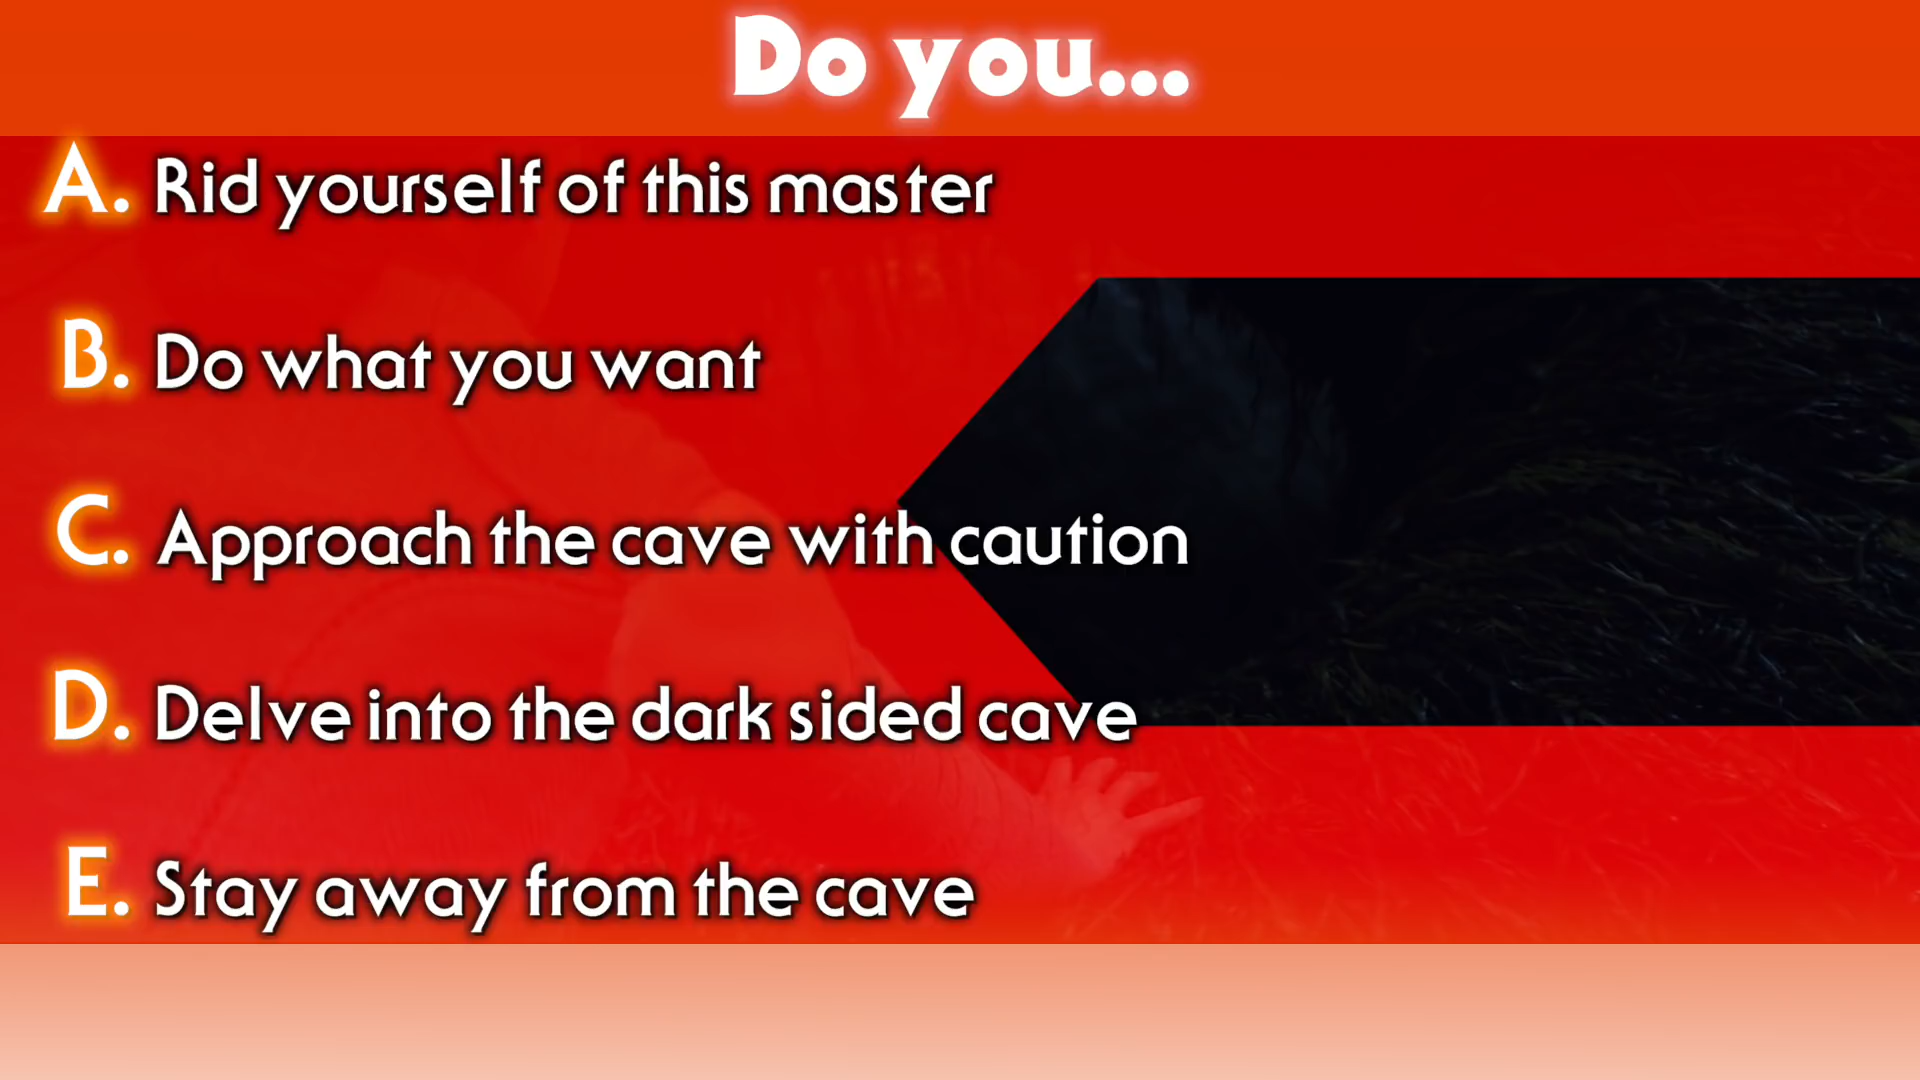 Do you...
A. Rid yourself of this master
B. Do what you want
C. Approach the cave with caution
D. Delve into the dark sided cave
E. Stay away from the cave